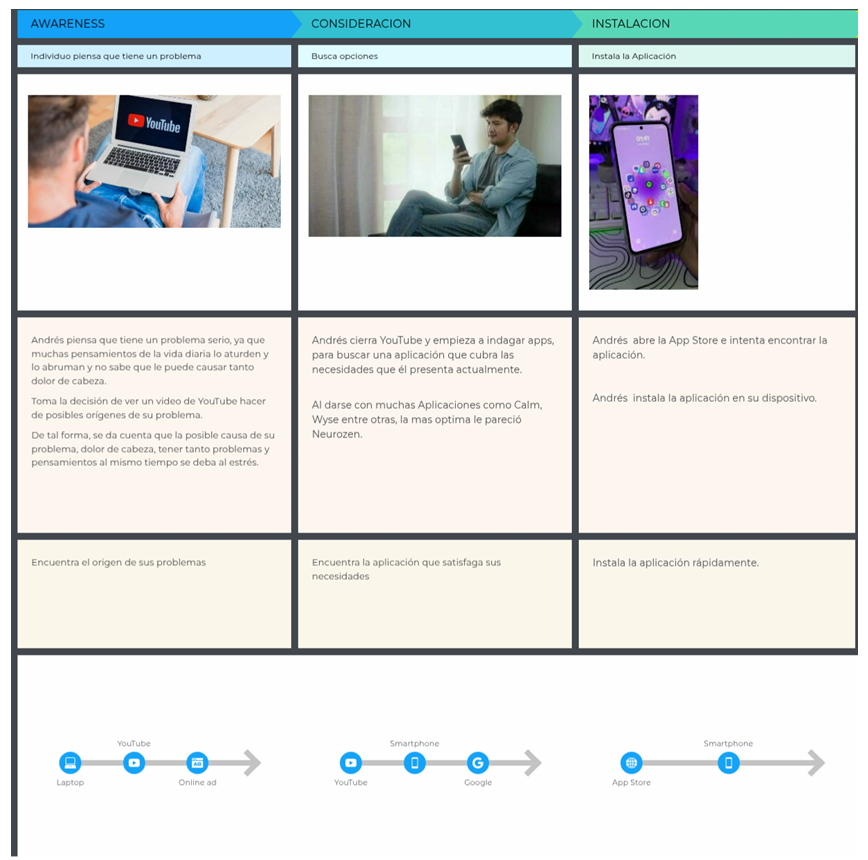 AWARENESS
CONSIDERACION
INSTALACION
Individuo piensa que tiene un problema
Busca opciones
Instala la Aplicación
YouTube
Andrés piensa que tiene un problema serio, ya que
muchas pensamientos de la vida diaria lo aturden y
lo abruman y no sabe que le puede causar tanto
dolor de cabeza.
Toma la decisión de ver un video de YouTube hacer
de posibles orígenes de su problema.
De tal forma, se da cuenta que la posible causa de su
problema, dolor de cabeza, tener tanto problemas y
pensamientos al mismo tiempo se deba al estrés.
Andrés cierra YouTube y empieza a indagar apps,
para buscar una aplicación que cubra las
necesidades que él presenta actualmente.
Al darse con muchas Aplicaciones como Calm,
Wyse entre otras, la mas optima le pareció
Neurozen.
Andrés abre la App Store e intenta encontrar la
aplicación.
Andrés instala la aplicación en su dispositivo.
Encuentra el origen de sus problemas
Encuentra la aplicación que satisfaga sus
necesidades
Instala la aplicación rápidamente.
YouTube
Laptop
AD
Online ad
Smartphone
YouTube
G
Google
Smartphone
App Store